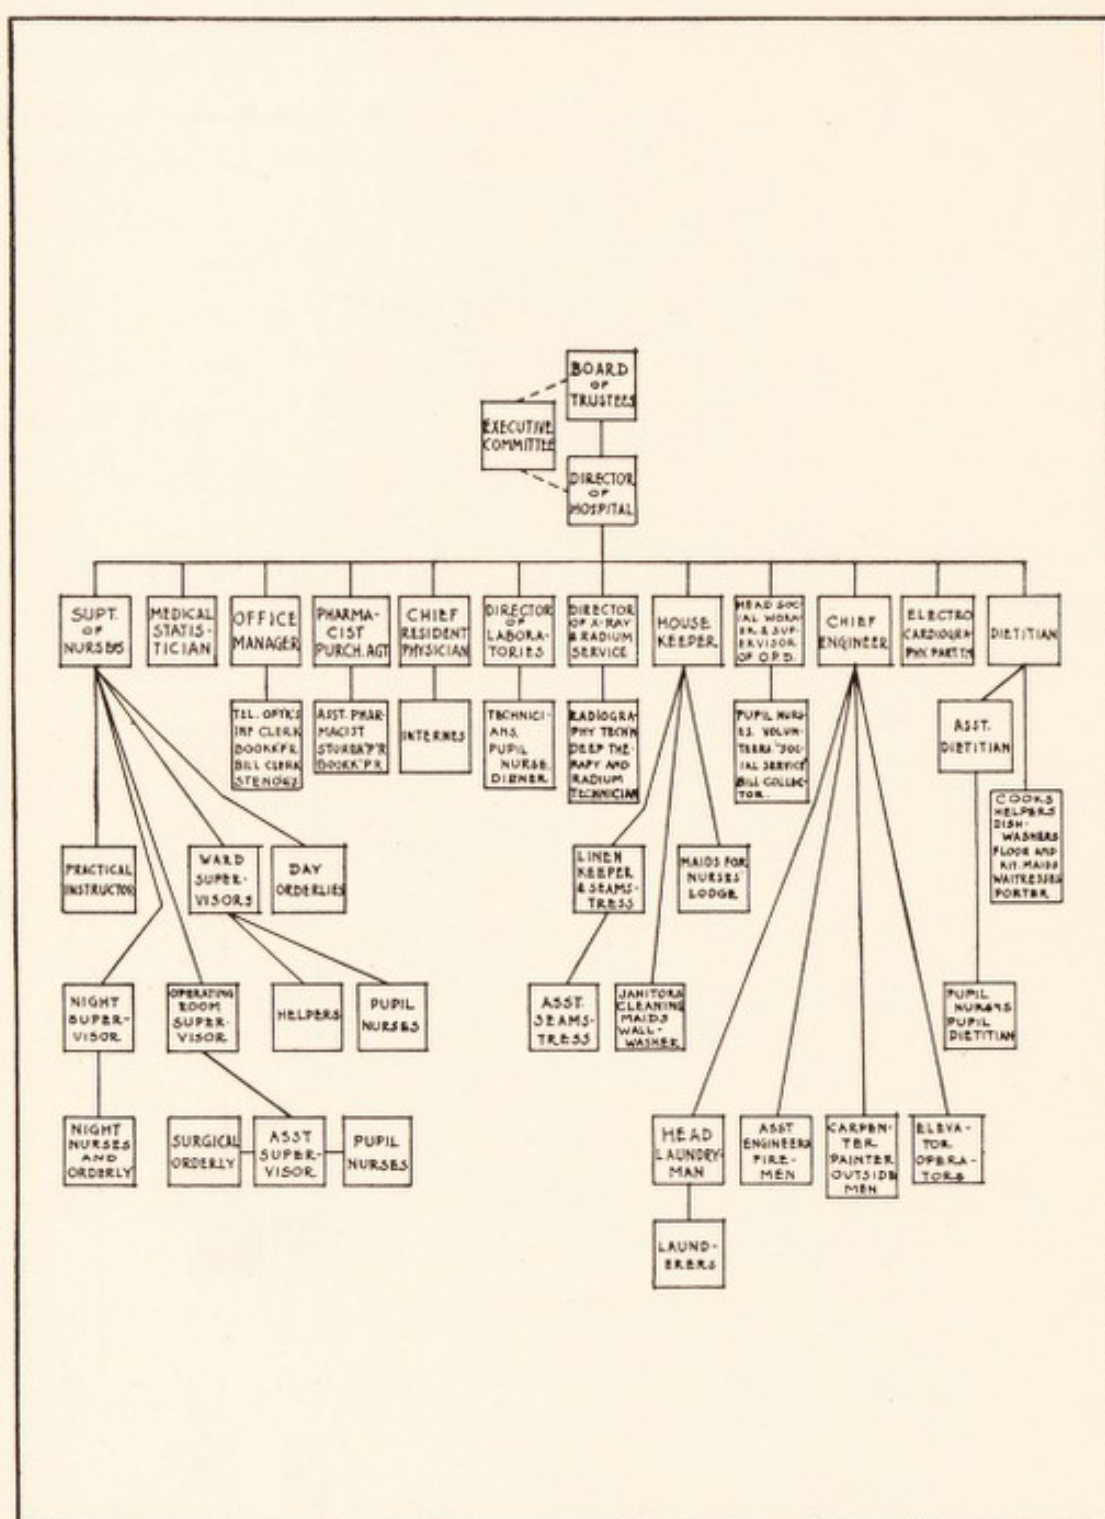 BOARD
OF
TRUSTEES
EXECUTIVE
COMMITTEE
DIRECTOR
OF
HOSPITAL
SUPT.
OF
NURSES
MEDICAL
STATIS-
TICIAN
OFFICE
MANAGER
PHARMA-
CIST
PURCH. AGT
CHIEF
RESIDENT
PHYSICIAN
DIRECTOR
OF
LABORA-
TORIES
DIRECTOR
OF X-RAY
& RADIUM
SERVICE
HOUSE
KEEPER
HEAD SOC-
IAL WORK-
ER & SUP-
ERVISOR
OF O.P.D.
CHIEF
ENGINEER
ELECTRO
CARDIOGRA-
PHY. PART TM
DIETITIAN
TEL. OPTR'S
INF CLERK
BOOKK'P'R
BILL CLERK
STENOG'R
ASST. PHAR-
MACIST
STOREK'P'R
BOOKK'P'R
INTERNES
TECHNICI-
ANS,
PUPIL
NURSE,
DIENER
RADIOGRA-
PHY TECH'N
DEEP THE-
RAPY AND
RADIUM
TECHNICIAN
PUPIL NURS-
ES. VOLUN-
TEERS "SOC-
IAL SERVICE"
BILL COLLEC-
TOR.
ASST.
DIETITIAN
COOKS
HELPERS
DISH-
WASHERS
FLOOR AND
KIT. MAIDS
WAITRESSES
PORTER
PRACTICAL
INSTRUCTOR
WARD
SUPER-
VISORS
DAY
ORDERLIES
LINEN
KEEPER
& SEAMS-
TRESS
MAIDS FOR
NURSES'
LODGE
NIGHT
SUPER-
VISOR
OPERATING
ROOM
SUPER-
VISOR
HELPERS
PUPIL
NURSES
ASST.
SEAMS-
TRESS
JANITORS
CLEANING
MAIDS
WALL-
WASHER
PUPIL
NURSES
PUPIL
DIETITIAN
NIGHT
NURSES
AND
ORDERLY
SURGICAL
ORDERLY
ASST
SUPER-
VISOR
PUPIL
NURSES
HEAD
LAUNDRY-
MAN
ASST
ENGINEERS
FIRE-
MEN
CARPEN-
TER
PAINTER
OUTSIDE
MEN
ELEVA-
TOR
OPERA-
TORS
LAUND-
ERERS